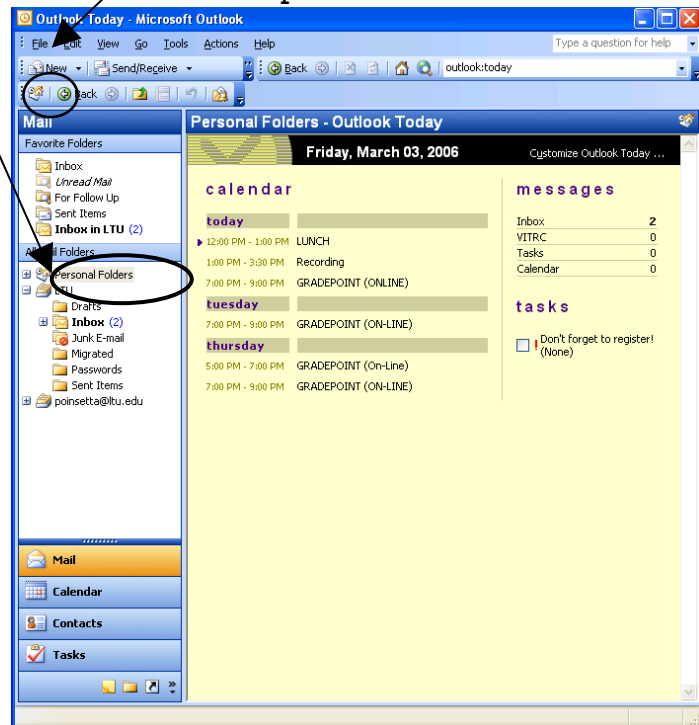 Outlook Today - Microsoft Outlook
File Edit View Go Tools Actions Help Type a question for help
New Send/Receive Back outlook:today
Back
Mail
Personal Folders - Outlook Today
Favorite Folders
Inbox
Unread Mail
For Follow Up
Sent Items
Inbox in LTU (2)
All Mail Folders
Personal Folders
LTU
Drafts
Inbox (2)
Junk E-mail
Migrated
Passwords
Sent Items
poinsetta@ltu.edu
Mail
Calendar
Contacts
Tasks
Friday, March 03, 2006 Customize Outlook Today ...
calendar
today
12:00 PM - 1:00 PM LUNCH
1:00 PM - 3:30 PM Recording
7:00 PM - 9:00 PM GRADEPOINT (ONLINE)
tuesday
7:00 PM - 9:00 PM GRADEPOINT (ON-LINE)
thursday
5:00 PM - 7:00 PM GRADEPOINT (On-Line)
7:00 PM - 9:00 PM GRADEPOINT (ON-LINE)
messages
Inbox 2
VITRC 0
Tasks 0
Calendar 0
tasks
! Don't forget to register!
(None)